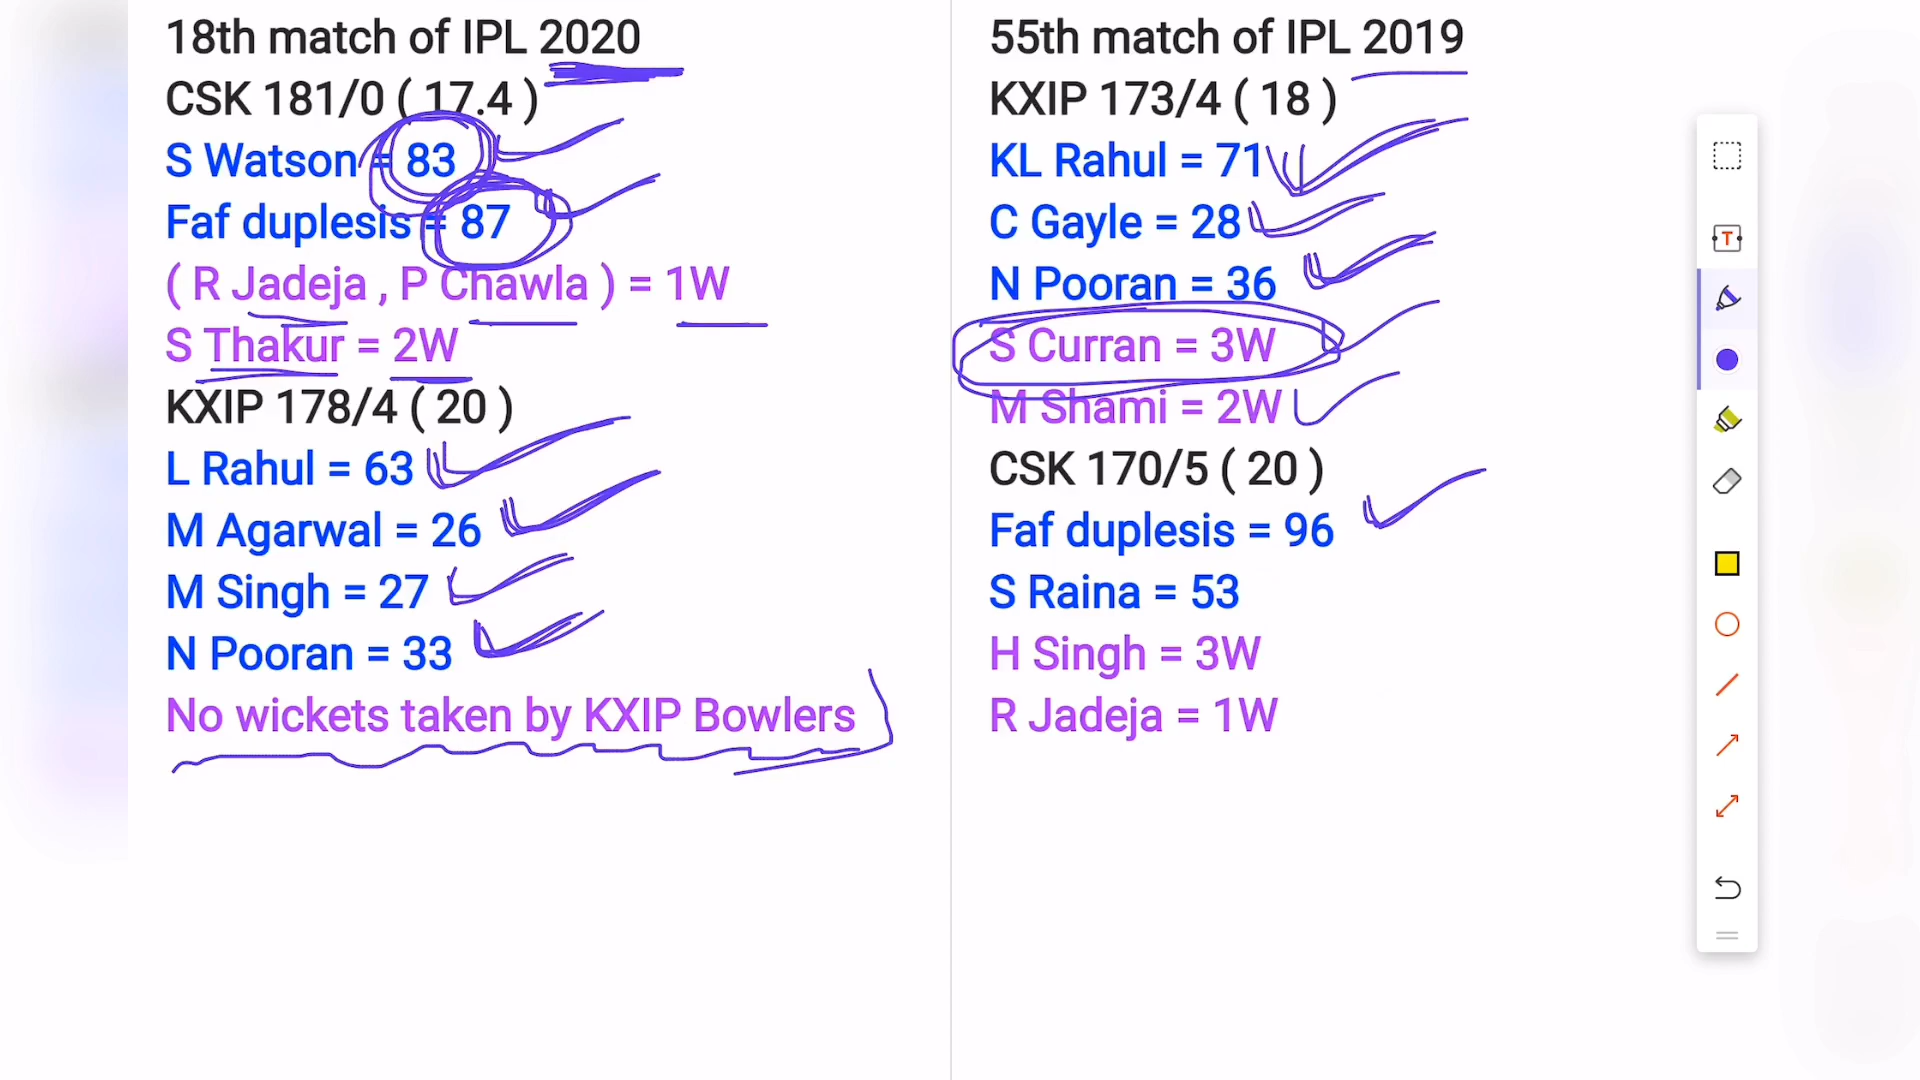 18th match of IPL 2020
CSK 181/0 ( 17.4 )
S Watson = 83
Faf duplesis = 87
( R Jadeja , P Chawla ) = 1W
S Thakur = 2W
KXIP 178/4 ( 20 )
L Rahul = 63
M Agarwal = 26
M Singh = 27
N Pooran = 33
No wickets taken by KXIP Bowlers
55th match of IPL 2019
KXIP 173/4 ( 18 )
KL Rahul = 71
C Gayle = 28
N Pooran = 36
S Curran = 3W
M Shami = 2W
CSK 170/5 ( 20 )
Faf duplesis = 96
S Raina = 53
H Singh = 3W
R Jadeja = 1W
T